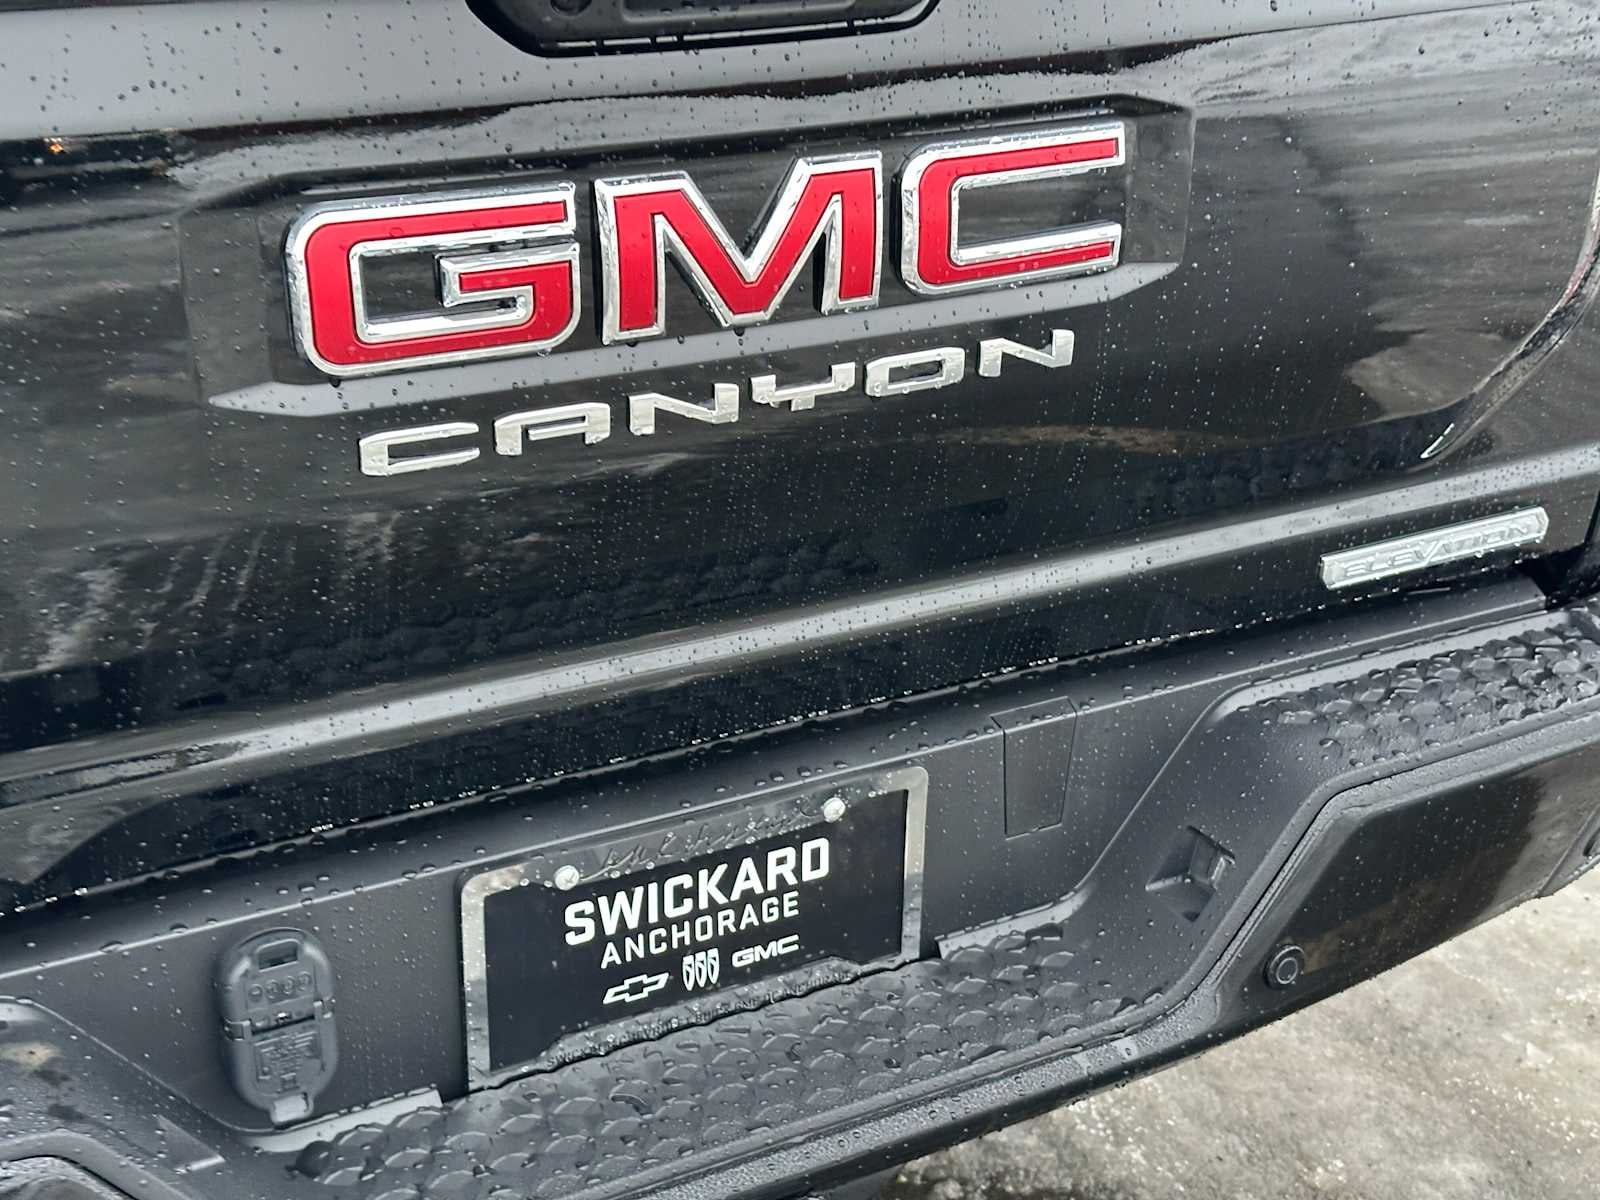 GMC
CANYON
ELEVATION
SWICKARD
ANCHORAGE
GMC